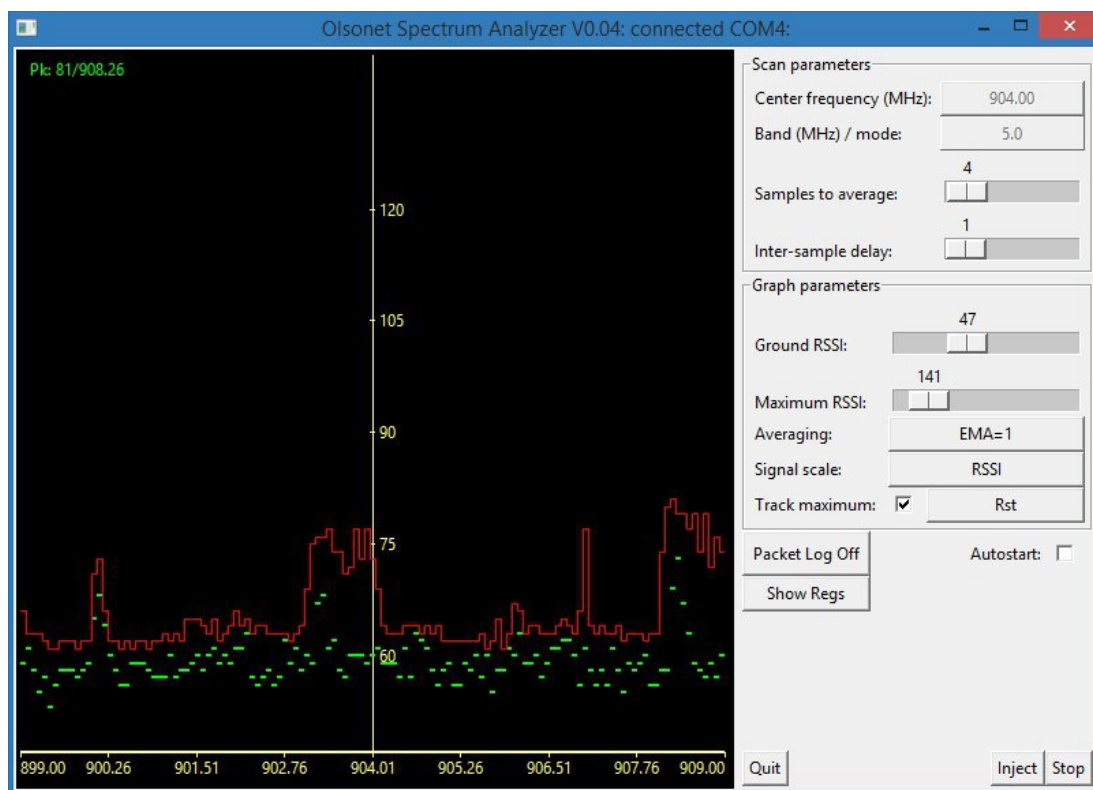 Olsonet Spectrum Analyzer V0.04: connected COM4:
Pk: 81/908.26
120
105
90
75
60
899.00 900.26 901.51 902.76 904.01 905.26 906.51 907.76 909.00
Scan parameters
Center frequency (MHz): 904.00
Band (MHz) / mode: 5.0
4
Samples to average:
1
Inter-sample delay:
Graph parameters
47
Ground RSSI:
141
Maximum RSSI:
Averaging: EMA=1
Signal scale: RSSI
Track maximum: Rst
Packet Log Off Autostart:
Show Regs
Quit Inject Stop